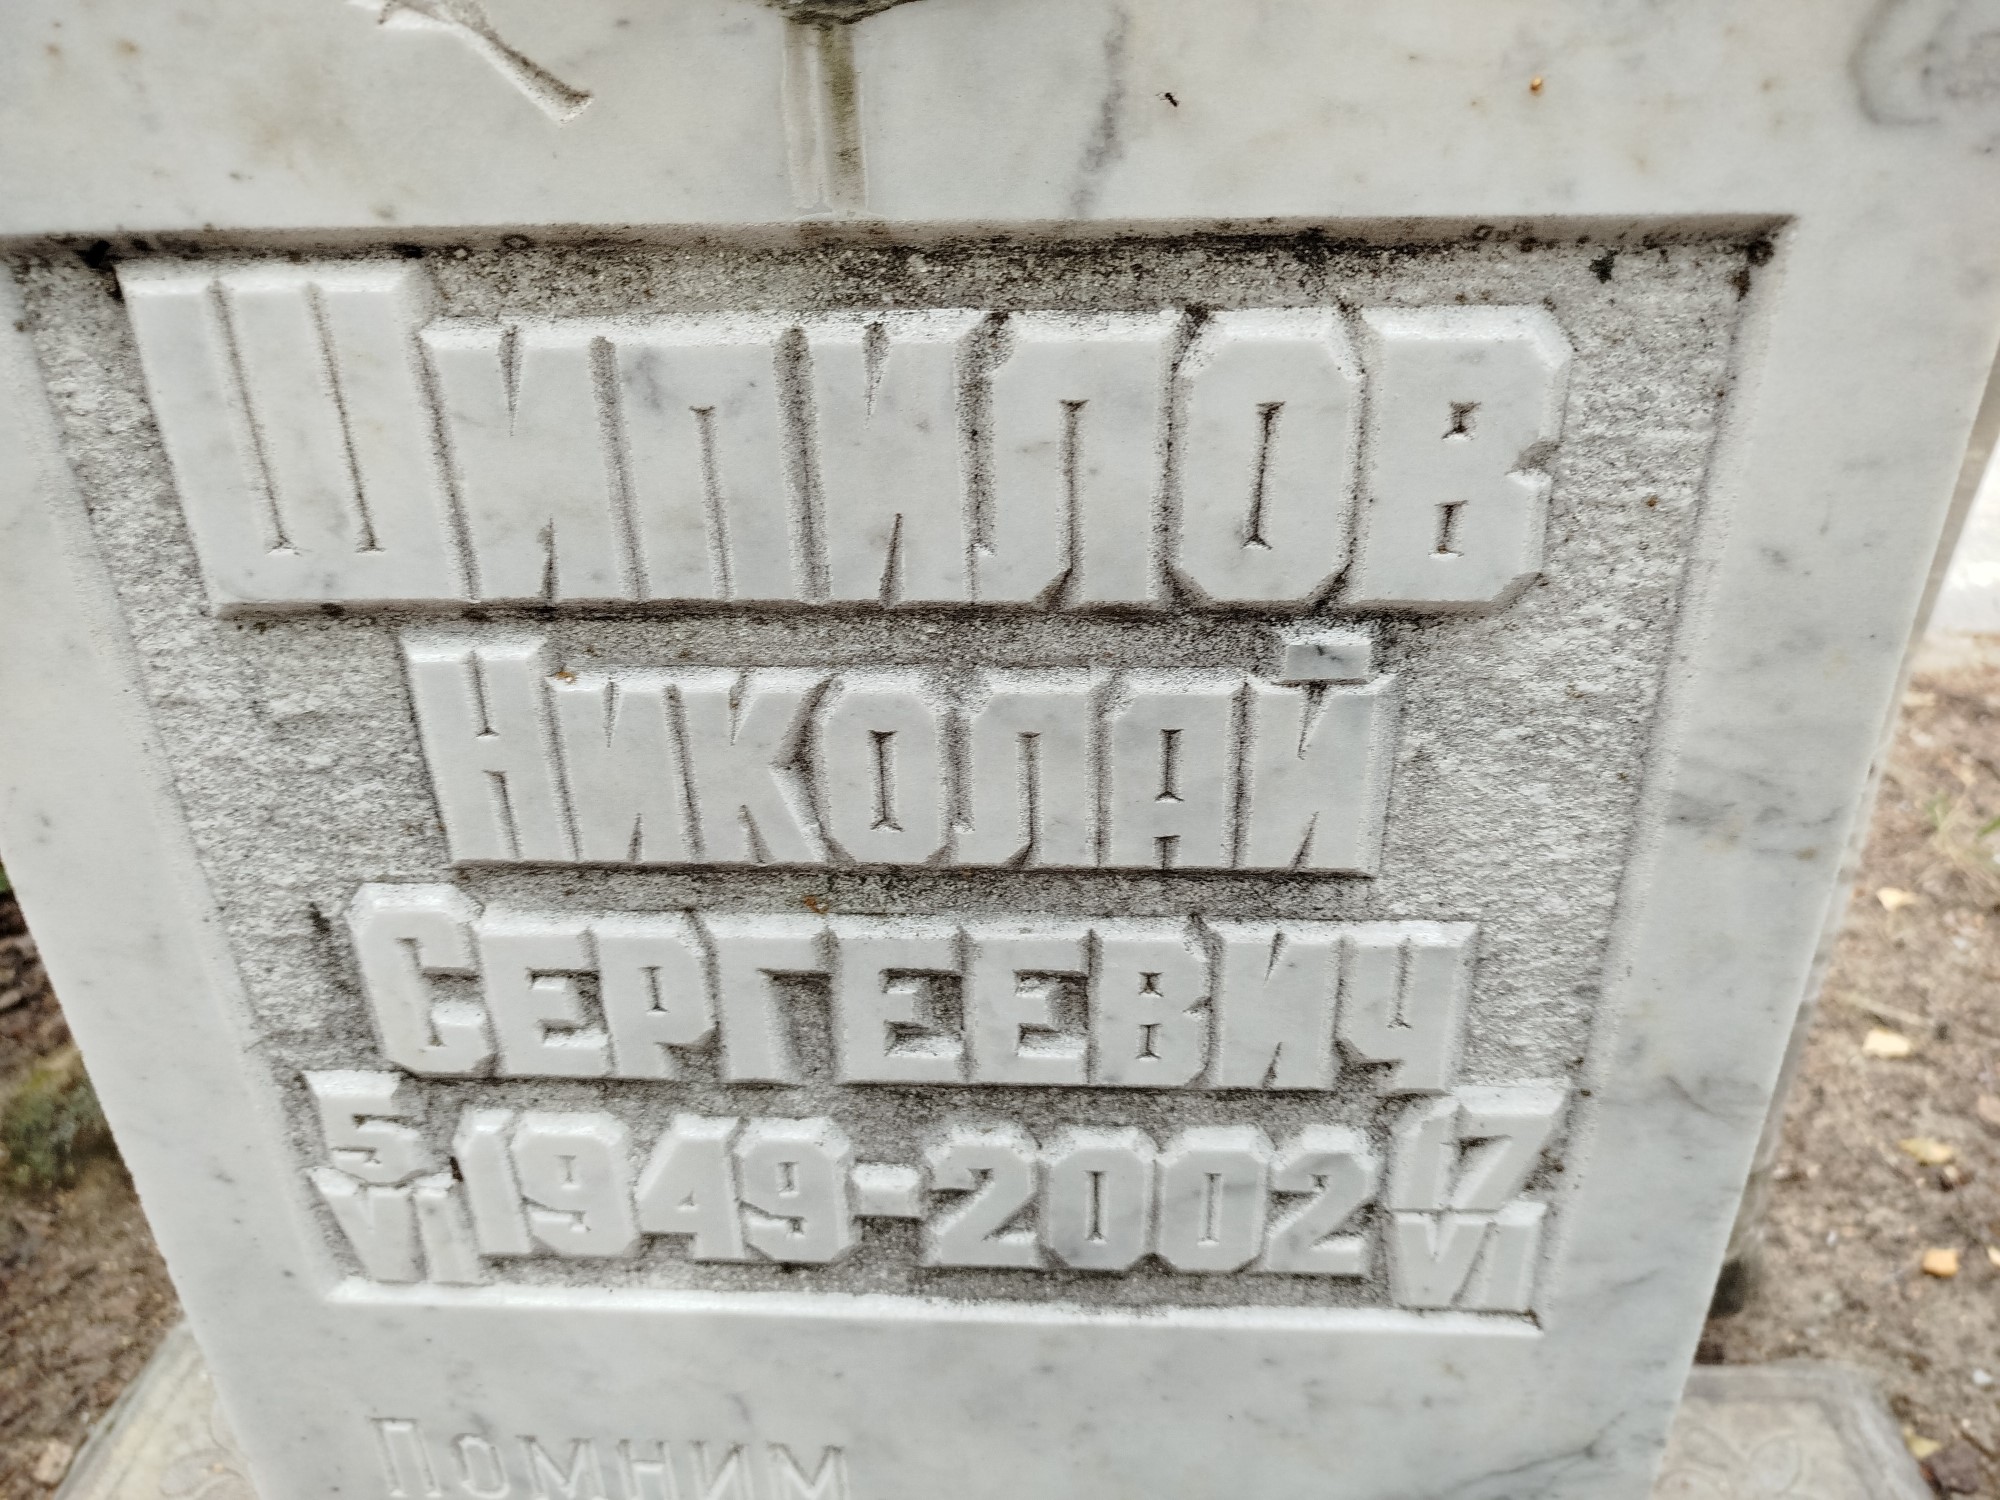 Шипилов
Николай
Сергеевич
5
VI 1949-2002 17
VI
Помним